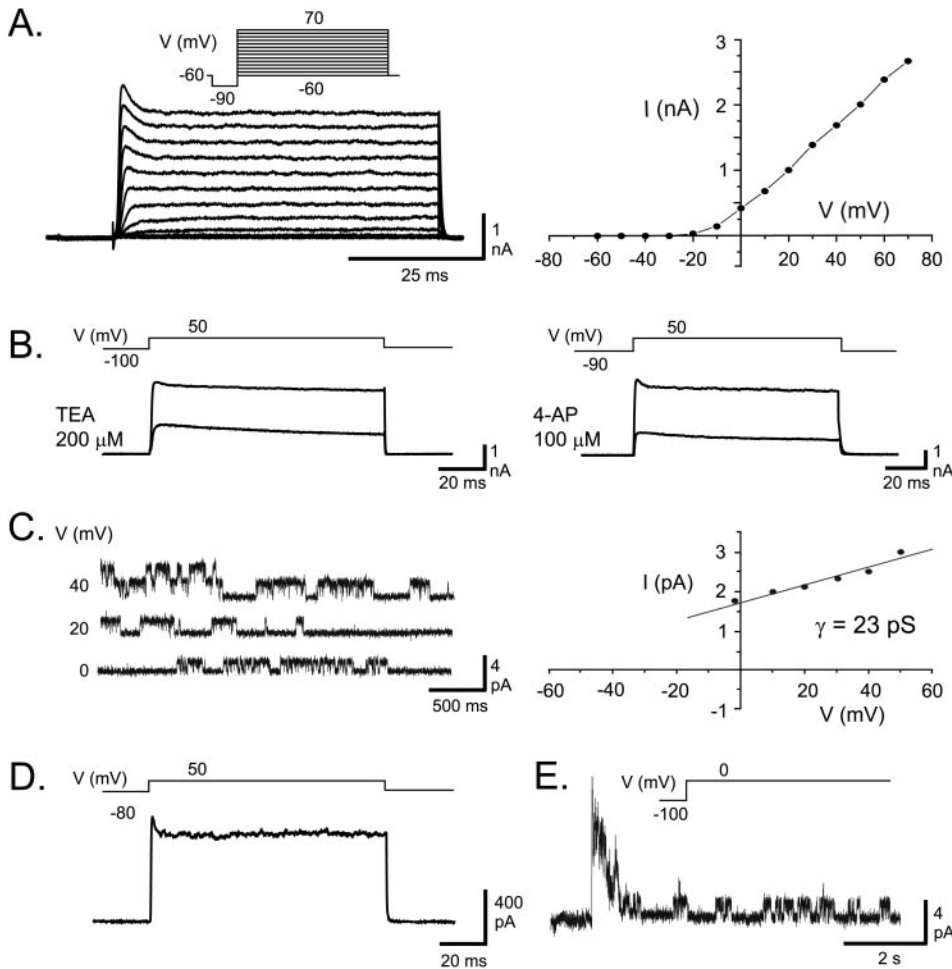 A.
70
V (mV)
-60
-90
-60
1
nA
25 ms
3
I (nA)
2
1
V (mV)
-80 -60 -40 -20 0 20 40 60 80
B.
V (mV)
50
-100
TEA
200 μM
1
nA
20 ms
V (mV)
50
-90
4-AP
100 μM
1
nA
20 ms
C.
V (mV)
40
20
0
4
pA
500 ms
3
I (pA)
2
1
γ = 23 pS
-60 -40 -20 0 20 40 60
-1
V (mV)
D.
V (mV)
50
-80
400
pA
20 ms
E.
0
V (mV)
-100
4
pA
2 s